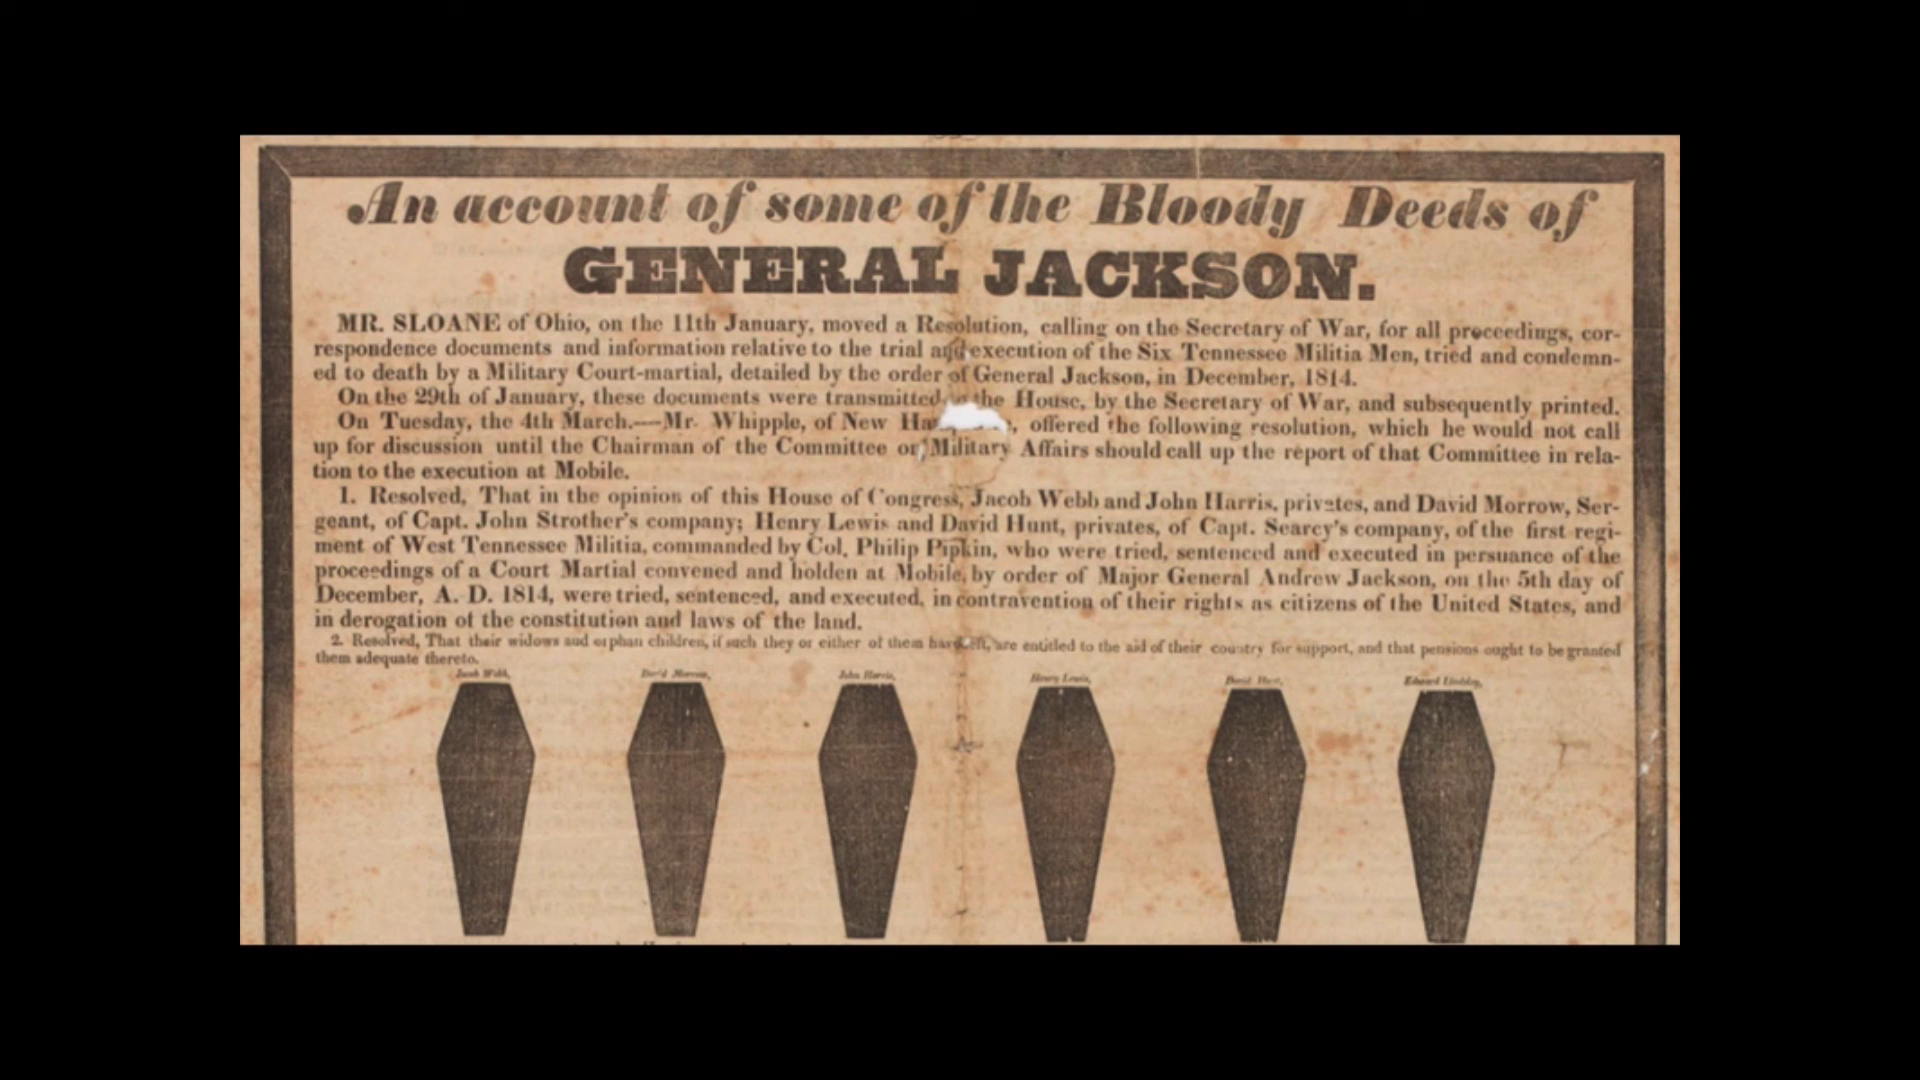 An account of some of the Bloody Deeds of
GENERAL JACKSON.
MR. SLOANE of Ohio, on the 11th January, moved a Resolution, calling on the Secretary of War, for all proceedings, cor-
respondence documents and information relative to the trial and execution of the Six Tennessee Militia Men, tried and condemn-
ed to death by a Military Court-martial, detailed by the order of General Jackson, in December, 1814.
On the 29th of January, these documents were transmitted the House, by the Secretary of War, and subsequently printed.
On Tuesday, the 4th March.—Mr. Whipple, of New Ha , offered the following resolution, which he would not call
up for discussion until the Chairman of the Committee on Military Affairs should call up the report of that Committee in rela-
tion to the execution at Mobile.
1. Resolved, That in the opinion of this House of Congress, Jacob Webb and John Harris, privates, and David Morrow, Ser-
geant, of Capt. John Strother's company; Henry Lewis and David Hunt, privates, of Capt. Searcy's company, of the first regi-
ment of West Tennessee Militia, commanded by Col, Philip Pipkin, who were tried, sentenced and executed in persuance of the
proceedings of a Court Martial convened and holden at Mobile, by order of Major General Andrew Jackson, on the 5th day of
December, A. D. 1814, were tried, sentenced, and executed, in contravention of their rights as citizens of the United States, and
in derogation of the constitution and laws of the land.
2. Resolved, That their widows and orphan children, if such they or either of them have left, are entitled to the aid of their country for support, and that pensions ought to be granted
them adequate thereto.
Jacob Webb, David Morrow, John Harris, Henry Lewis, David Hunt, Edward Lindsley,